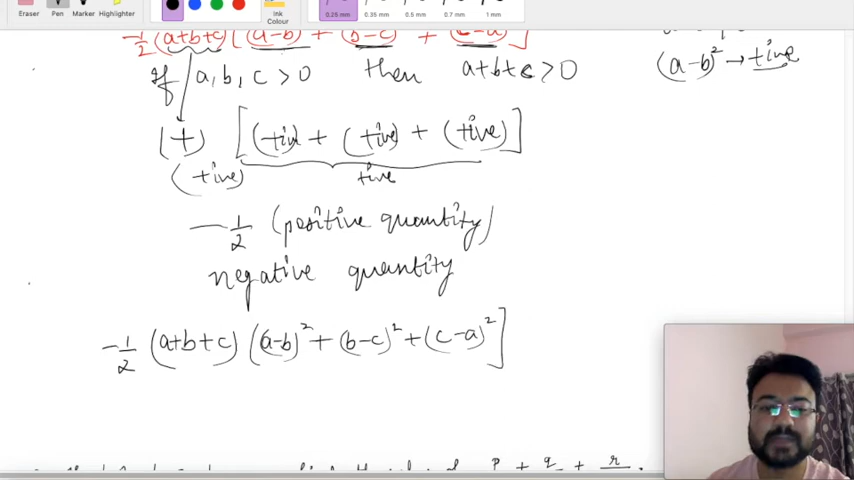 Eraser Pen Marker Highlighter Ink Colour 0.25 mm 0.35 mm 0.5 mm 0.7 mm 1 mm
-1/2 (a+b+c) [(a-b) + (b-c) + (c-a)]
If a, b, c > 0 then a+b+c > 0
(a-b)² → +ive
(+) [(+ive) + (+ive) + (+ive)]
(+ive) +ive
-1/2 (positive quantity)
negative quantity
-1/2 (a+b+c) (a-b)² + (b-c)² + (c-a)²]
p + q + r